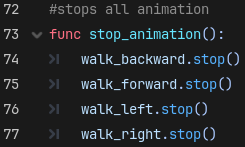 72 #stops all animation
73 func stop_animation():
74 walk_backward.stop()
75 walk_forward.stop()
76 walk_left.stop()
77 walk_right.stop()